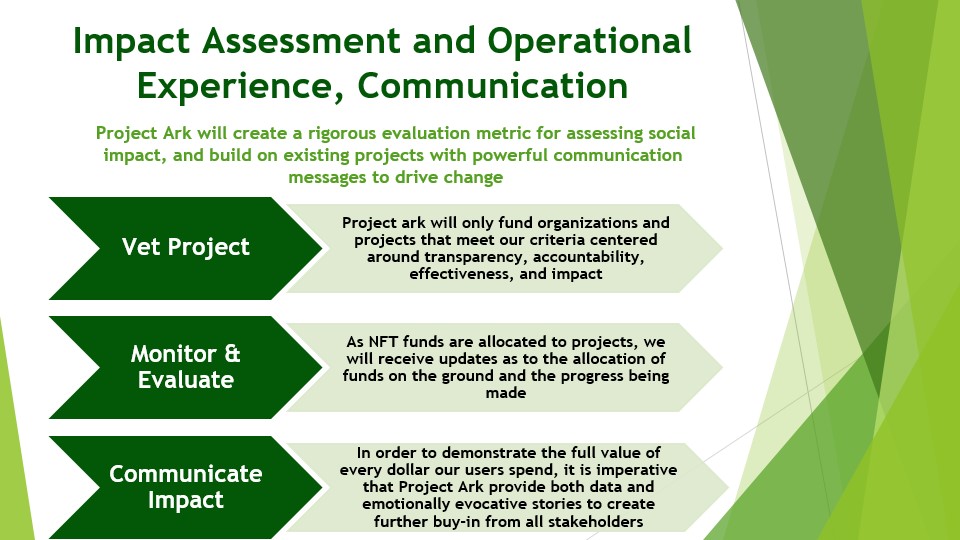 Impact Assessment and Operational
Experience, Communication
Project Ark will create a rigorous evaluation metric for assessing social
impact, and build on existing projects with powerful communication
messages to drive change
Vet Project
Project ark will only fund organizations and
projects that meet our criteria centered
around transparency, accountability,
effectiveness, and impact
Monitor &
Evaluate
As NFT funds are allocated to projects, we
will receive updates as to the allocation of
funds on the ground and the progress being
made
Communicate
Impact
In order to demonstrate the full value of
every dollar our users spend, it is imperative
that Project Ark provide both data and
emotionally evocative stories to create
further buy-in from all stakeholders